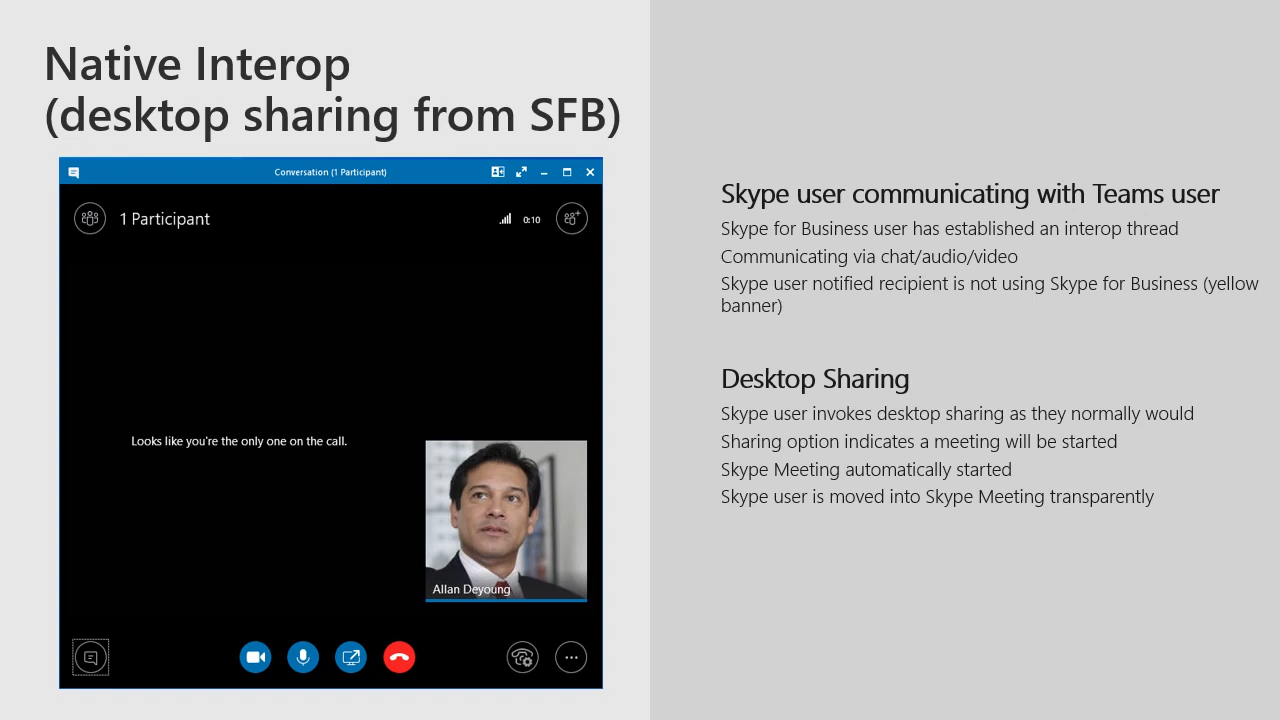 Native Interop
(desktop sharing from SFB)
Conversation (1 Participant)
1 Participant
0:10
Looks like you're the only one on the call.
Allan Deyoung
Skype user communicating with Teams user
Skype for Business user has established an interop thread
Communicating via chat/audio/video
Skype user notified recipient is not using Skype for Business (yellow
banner)
Desktop Sharing
Skype user invokes desktop sharing as they normally would
Sharing option indicates a meeting will be started
Skype Meeting automatically started
Skype user is moved into Skype Meeting transparently